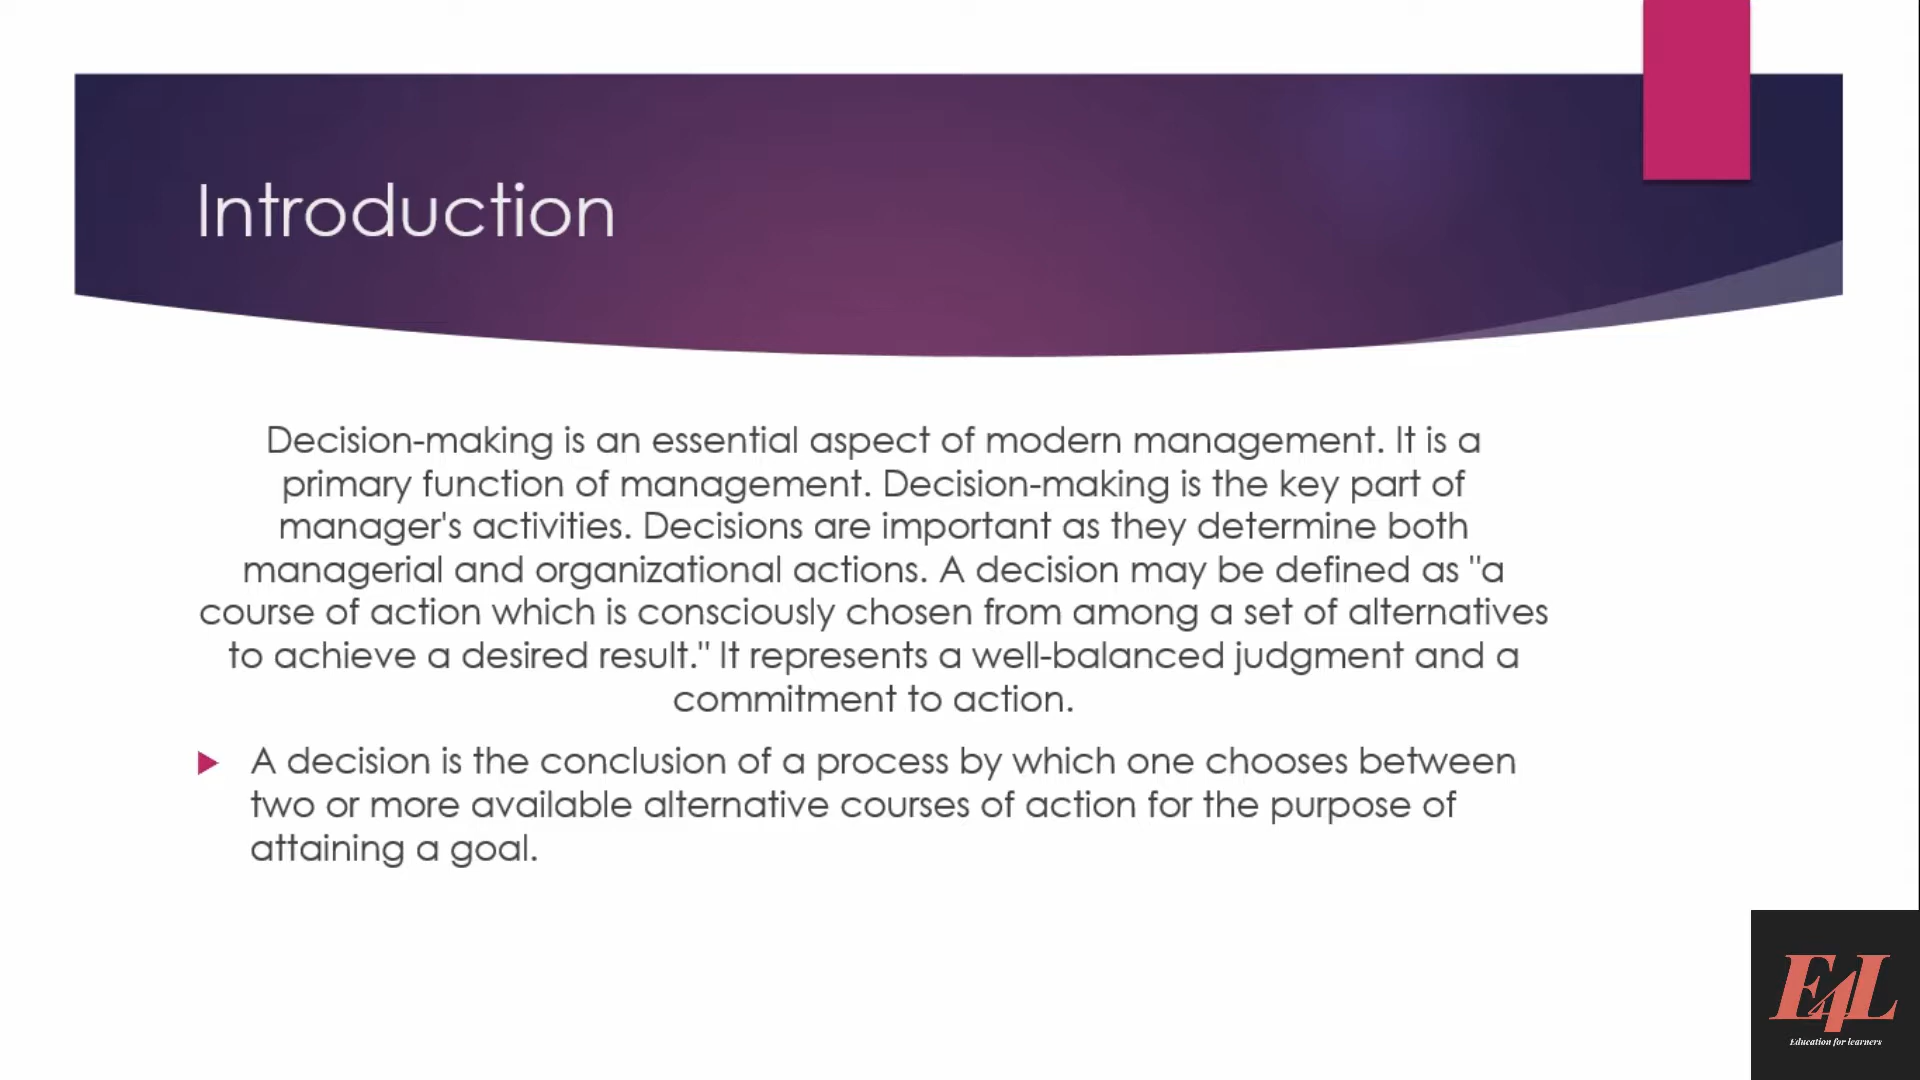 Introduction
Decision-making is an essential aspect of modern management. It is a
primary function of management. Decision-making is the key part of
manager's activities. Decisions are important as they determine both
managerial and organizational actions. A decision may be defined as "a
course of action which is consciously chosen from among a set of alternatives
to achieve a desired result." It represents a well-balanced judgment and a
commitment to action.
A decision is the conclusion of a process by which one chooses between
two or more available alternative courses of action for the purpose of
attaining a goal.
E4L
Education for learners